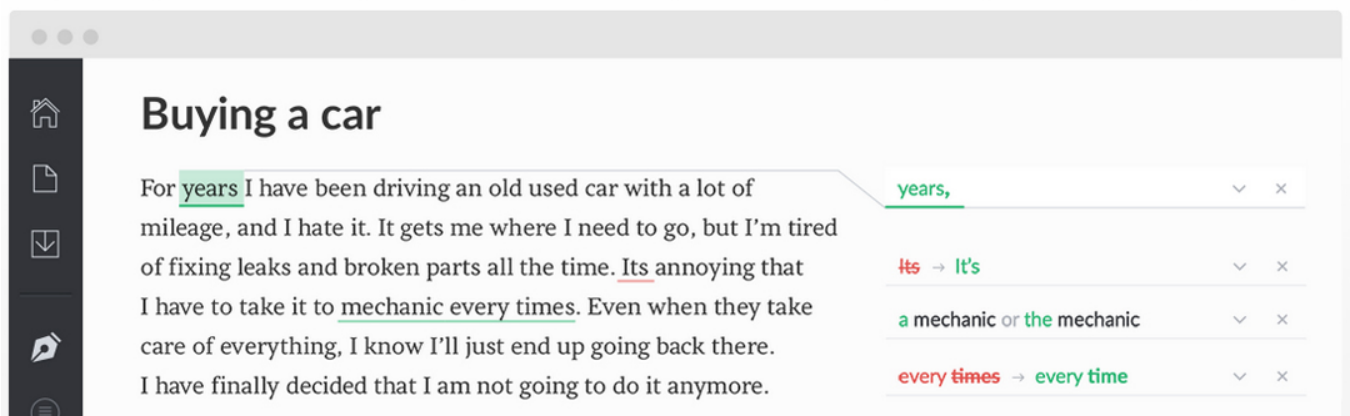 Buying a car
For years I have been driving an old used car with a lot of
mileage, and I hate it. It gets me where I need to go, but I’m tired
of fixing leaks and broken parts all the time. Its annoying that
I have to take it to mechanic every times. Even when they take
care of everything, I know I’ll just end up going back there.
I have finally decided that I am not going to do it anymore.
years,
Its → It’s
a mechanic or the mechanic
every times → every time